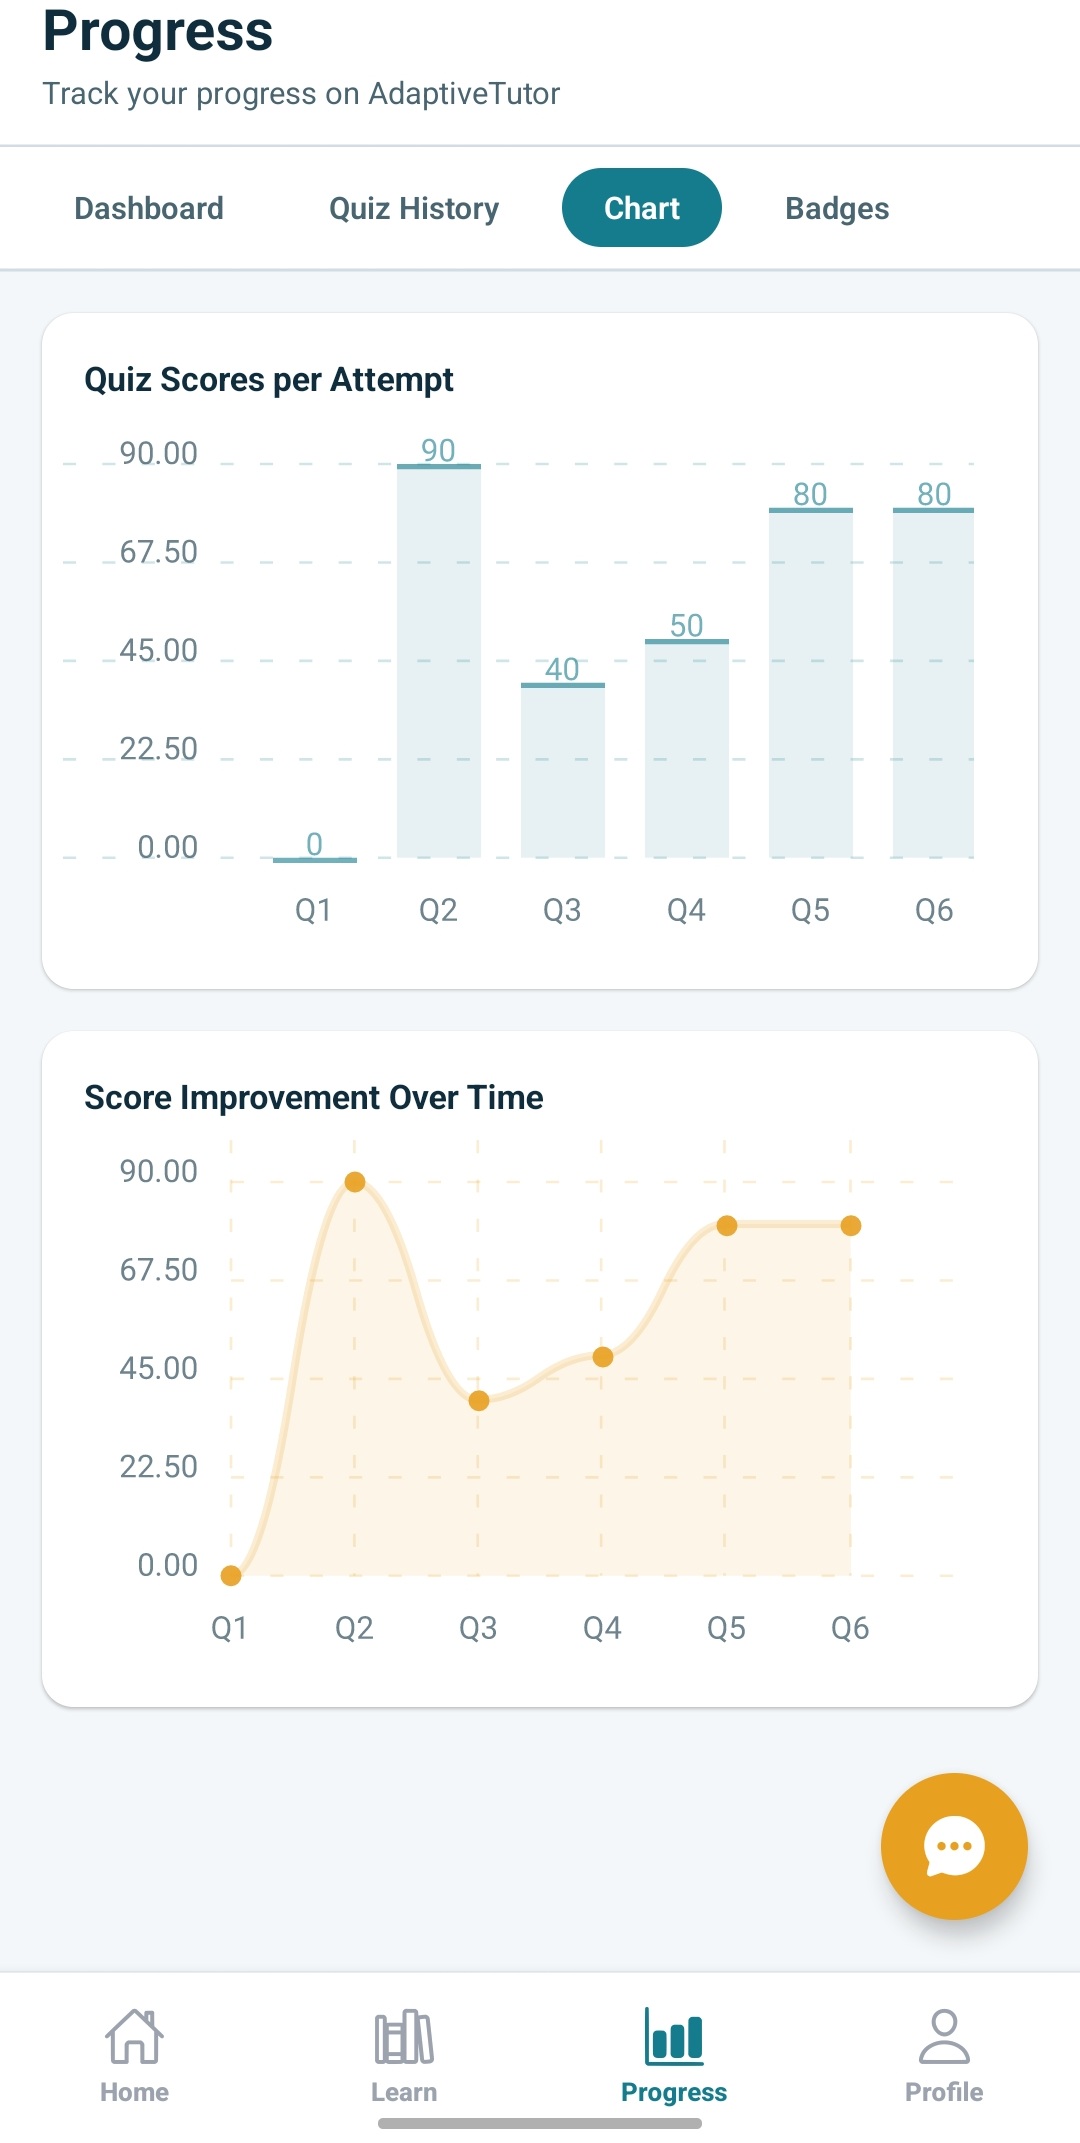 Progress
Track your progress on AdaptiveTutor
Dashboard Quiz History Chart Badges
Quiz Scores per Attempt
90.00 90
80 80
67.50
50
45.00 40
22.50
0.00 0
Q1 Q2 Q3 Q4 Q5 Q6
Score Improvement Over Time
90.00
67.50
45.00
22.50
0.00
Q1 Q2 Q3 Q4 Q5 Q6
Home Learn Progress Profile